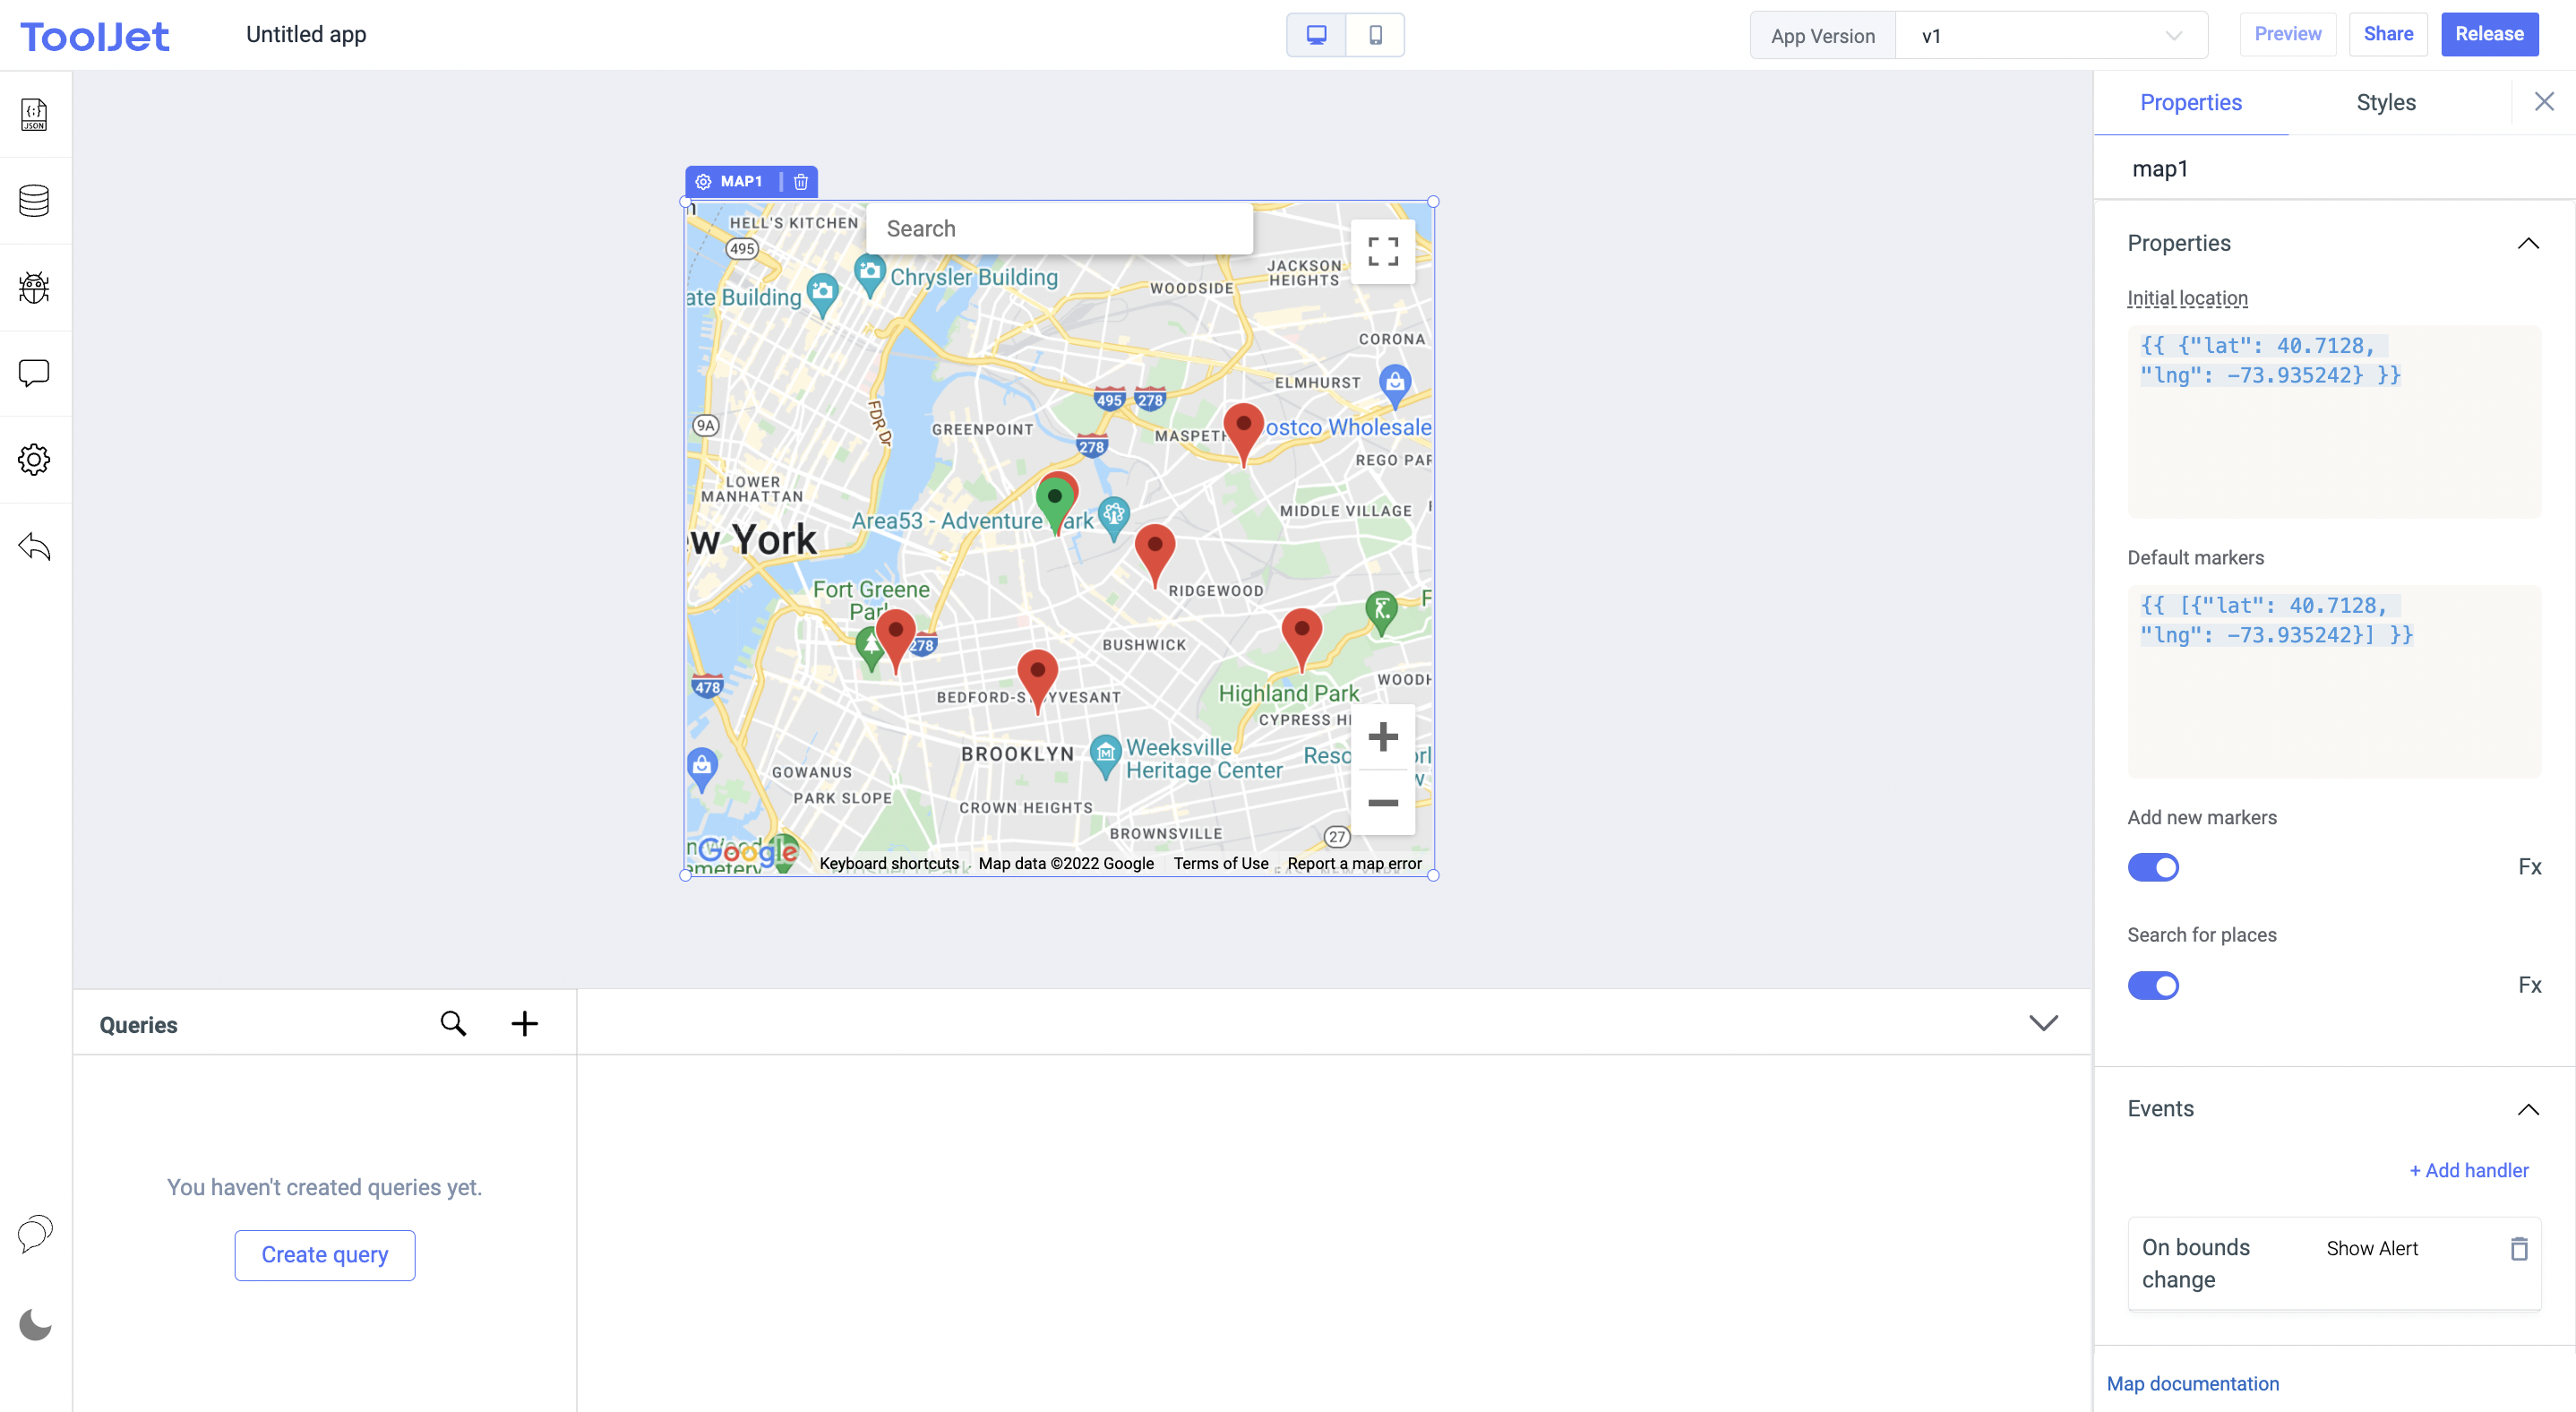 ToolJet
Untitled app
App Version
v1
Preview
Share
Release
JSON
MAP1
Search
HELL'S KITCHEN
495
Chrysler Building
ate Building
WOODSIDE
JACKSON
HEIGHTS
CORONA
ELMHURST
495
278
9A
FDR Dr
GREENPOINT
278
MASPETH
ostco Wholesale
REGO PAR
LOWER
MANHATTAN
Area53 - Adventure Park
MIDDLE VILLAGE
w York
RIDGEWOOD
Fort Greene
Park
278
BUSHWICK
478
BEDFORD-STUYVESANT
Highland Park
WOODH
CYPRESS HI
BROOKLYN
Weeksville
Heritage Center
Reso
GOWANUS
PARK SLOPE
CROWN HEIGHTS
BROWNSVILLE
27
emetery
Google
Keyboard shortcuts
Map data ©2022 Google
Terms of Use
Report a map error
Properties
Styles
map1
Properties
Initial location
{{ {"lat": 40.7128,
"lng": -73.935242} }}
Default markers
{{ [{"lat": 40.7128,
"lng": -73.935242}] }}
Add new markers
Fx
Search for places
Fx
Events
+ Add handler
On bounds
change
Show Alert
Map documentation
Queries
You haven't created queries yet.
Create query